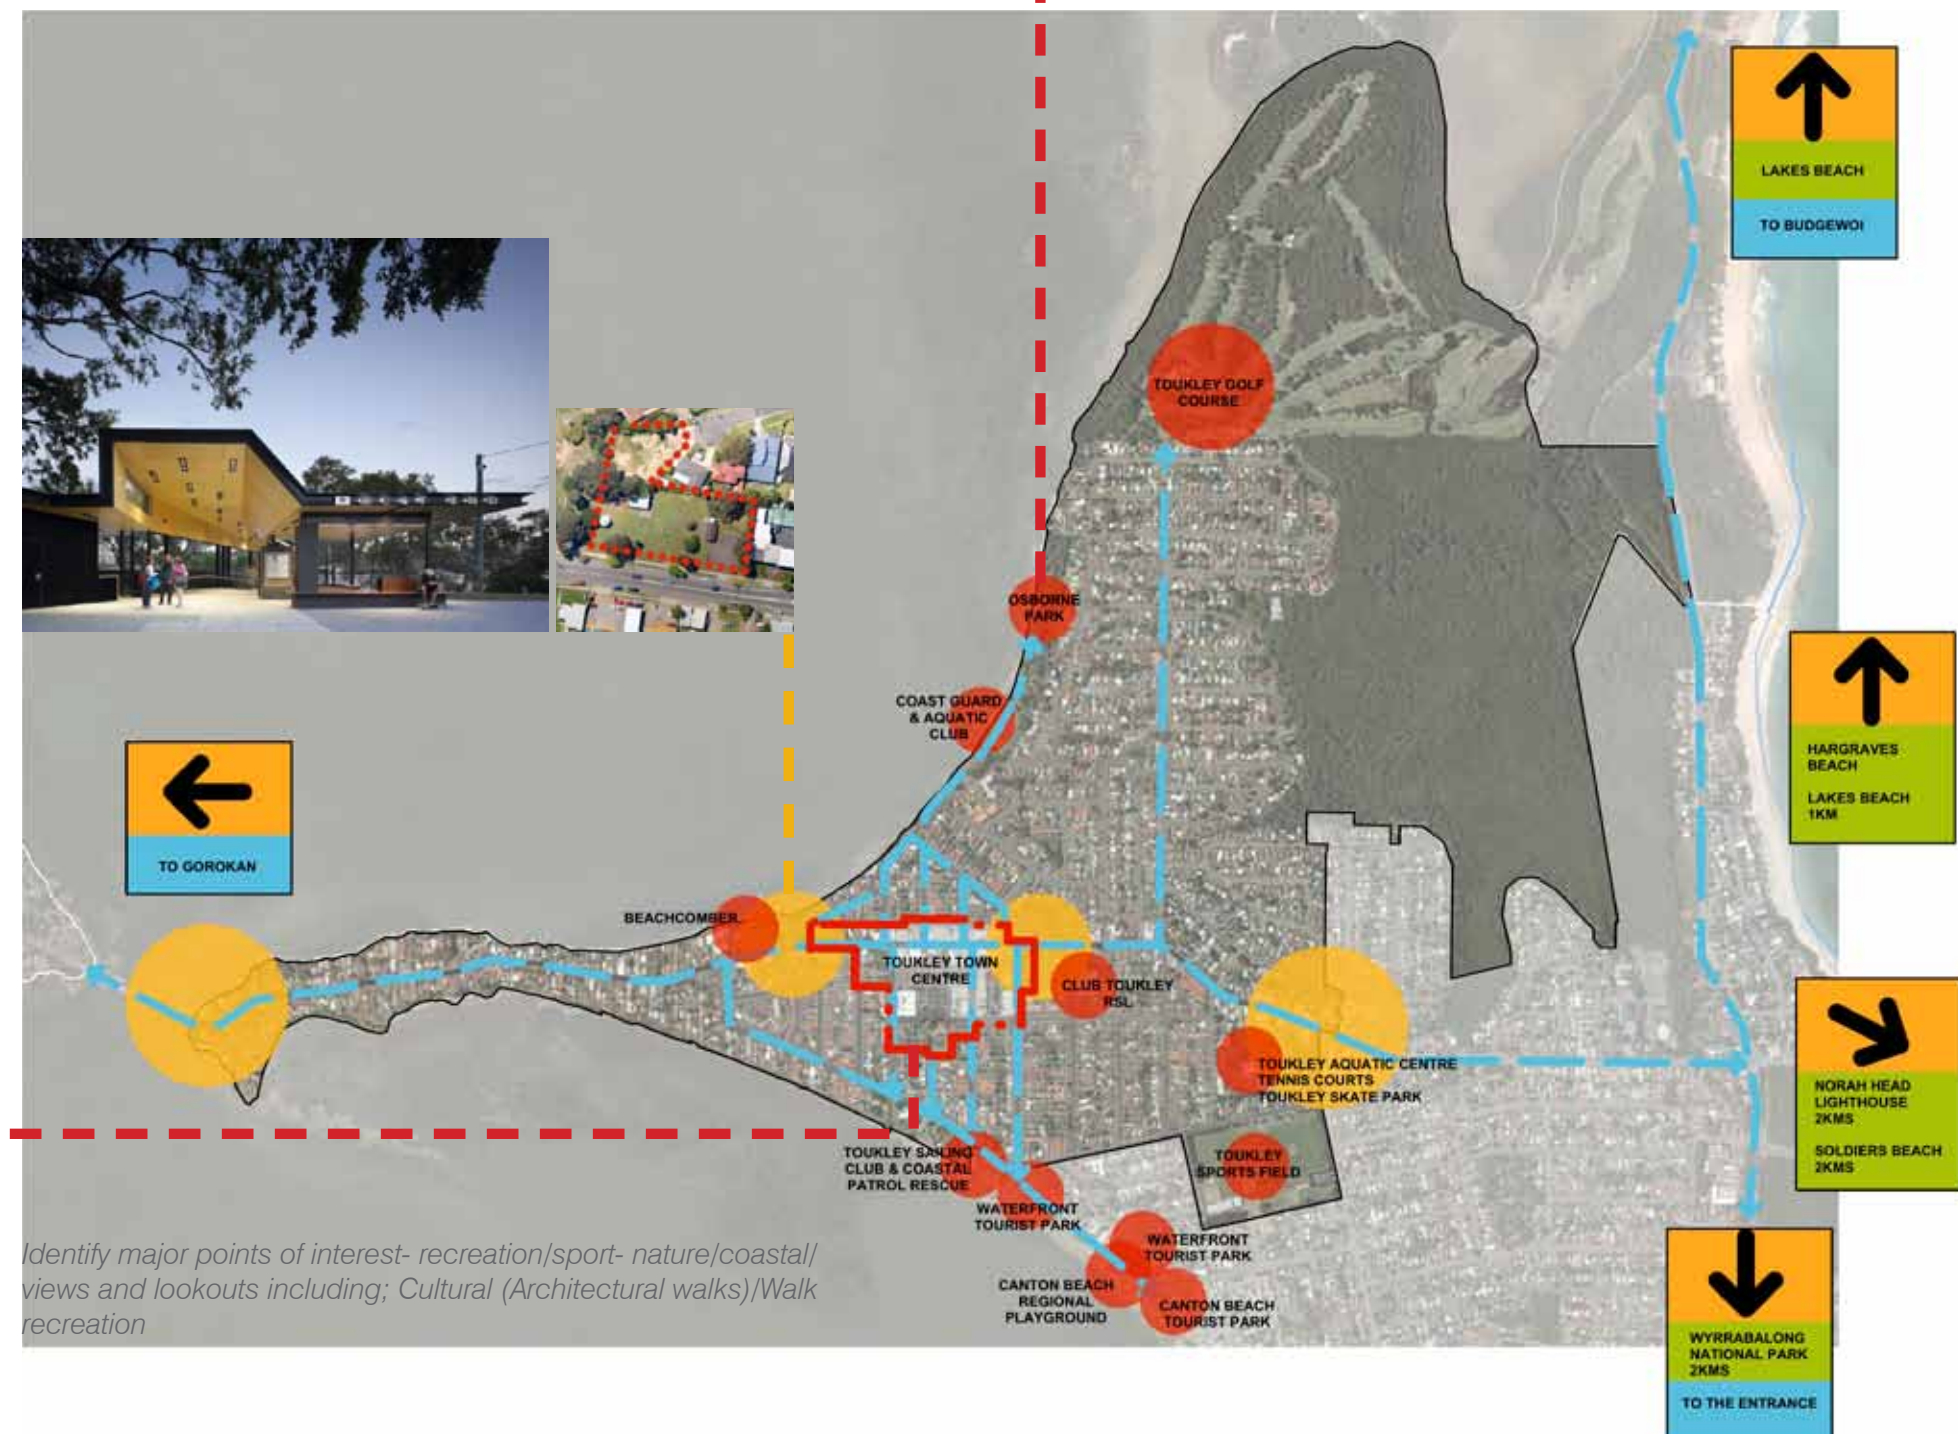 LAKES BEACH
TO BUDGEWOI
TOUKLEY GOLF
COURSE
OSBORNE
PARK
COAST GUARD
& AQUATIC
CLUB
HARGRAVES
BEACH
LAKES BEACH
1KM
TO GOROKAN
BEACHCOMBER
TOUKLEY TOWN
CENTRE
CLUB TOUKLEY
RSL
TOUKLEY AQUATIC CENTRE
TENNIS COURTS
TOUKLEY SKATE PARK
NORAH HEAD
LIGHTHOUSE
2KMS
SOLDIERS BEACH
2KMS
TOUKLEY SAILING
CLUB & COASTAL
PATROL RESCUE
TOUKLEY
SPORTS FIELD
WATERFRONT
TOURIST PARK
WATERFRONT
TOURIST PARK
CANTON BEACH
REGIONAL
PLAYGROUND
CANTON BEACH
TOURIST PARK
Identify major points of interest- recreation/sport- nature/coastal/
views and lookouts including; Cultural (Architectural walks)/Walk
recreation
WYRRABALONG
NATIONAL PARK
2KMS
TO THE ENTRANCE